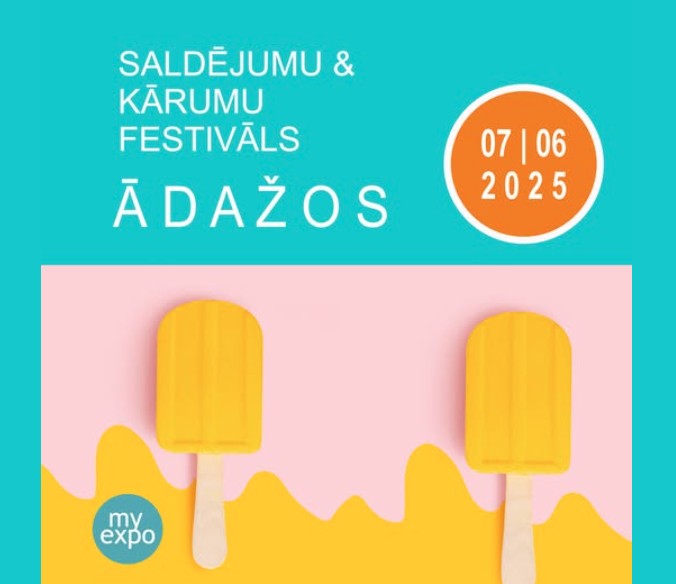 SALDĒJUMU &
KĀRUMU
FESTIVĀLS
ĀDAŽOS
07 | 06
2025
my
expo